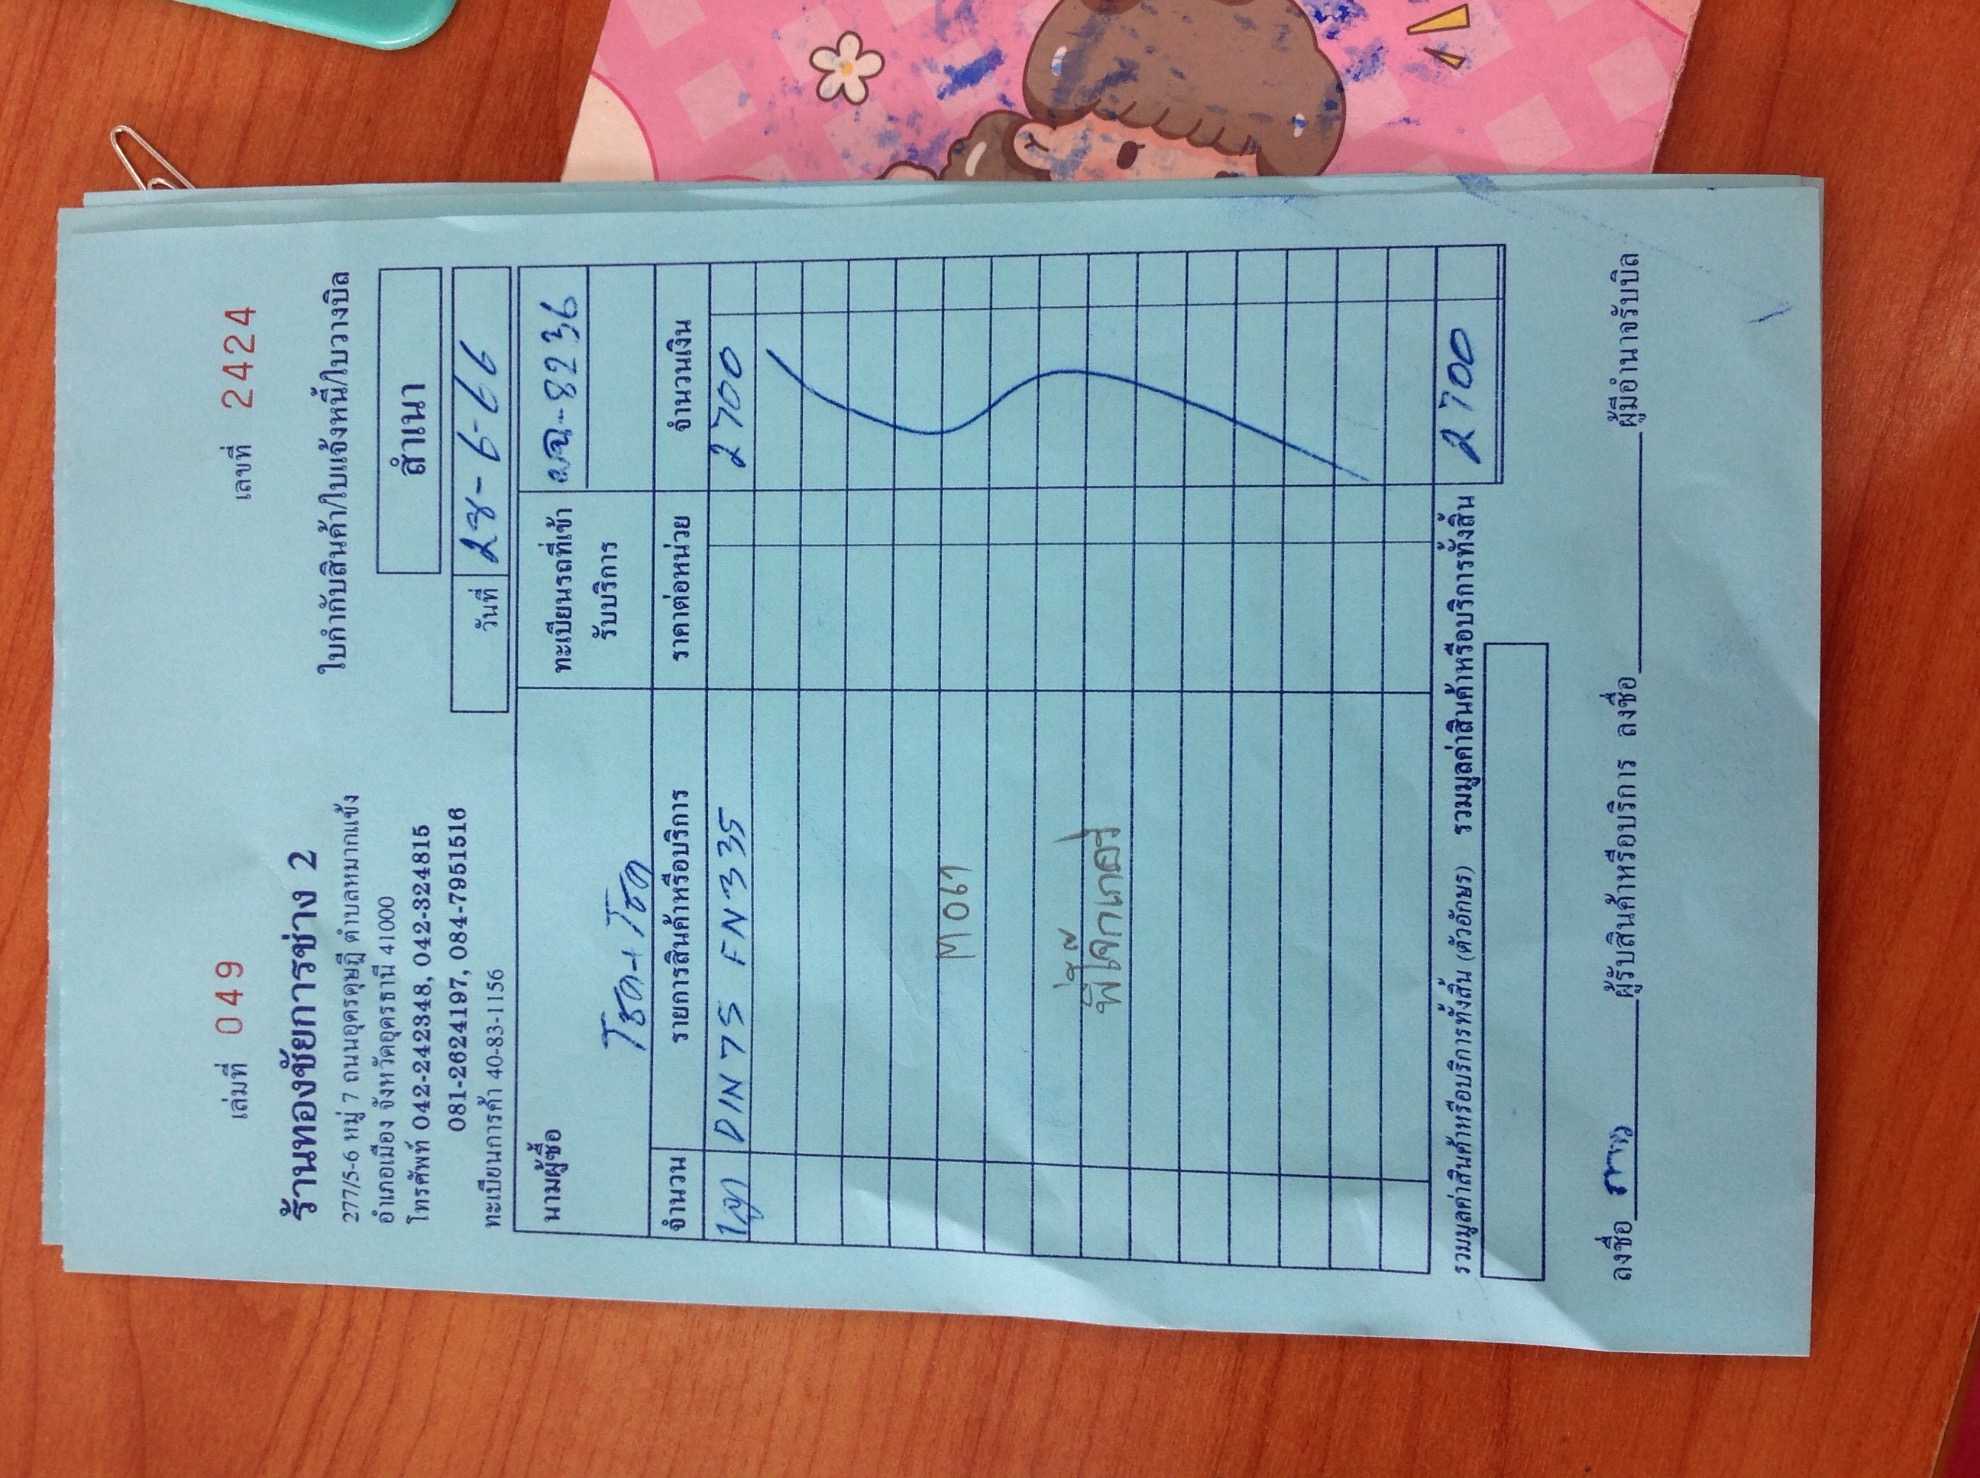 เล่มที่ 049 เลขที่ 2424
ร้านทองชัยการช่าง 2
ใบกำกับสินค้า/ใบแจ้งหนี้/ใบวางบิล
277/5-6 หมู่ 7 ถนนอุดรดุษฎี ตำบลหมากแข้ง
อำเภอเมือง จังหวัดอุดรธานี 41000
สำเนา
โทรศัพท์ 042-242348, 042-324815
081-2624197, 084-7951516
วันที่ 28-6-66
ทะเบียนการค้า 40-83-1156
นามผู้ซื้อ
ทะเบียนรถที่เข้ารับบริการ 8236
จำนวน รายการสินค้าหรือบริการ ราคาต่อหน่วย จำนวนเงิน
1 ลูก DIN 75 FN335 2700
พี่โจ๊กเกอร์
รวมมูลค่าสินค้าหรือบริการทั้งสิ้น (ตัวอักษร) รวมมูลค่าสินค้าหรือบริการทั้งสิ้น 2700
ลงชื่อ ผู้รับสินค้าหรือบริการ ลงชื่อ ผู้มีอำนาจรับบิล